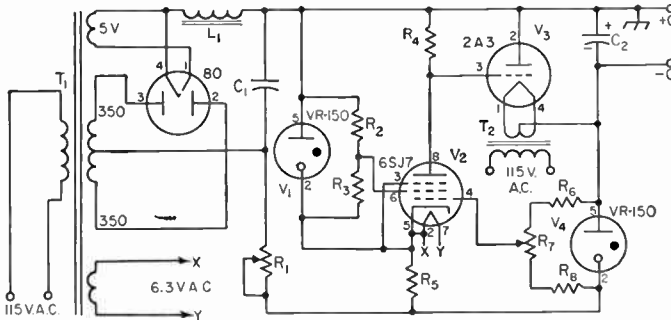 5V
L1
80
4
1
3
2
T1
350
350
C1
R1
115 V. A.C.
6.3 V A C
X
Y
VR-150
5
2
V1
R2
R3
R4
6SJ7
V2
8
3
6
4
5
2
7
X
Y
R5
2A3
V3
2
3
1
4
T2
115 V.
A.C.
C2
+
+O
-O
R6
R7
R8
V4
VR-150
5
2